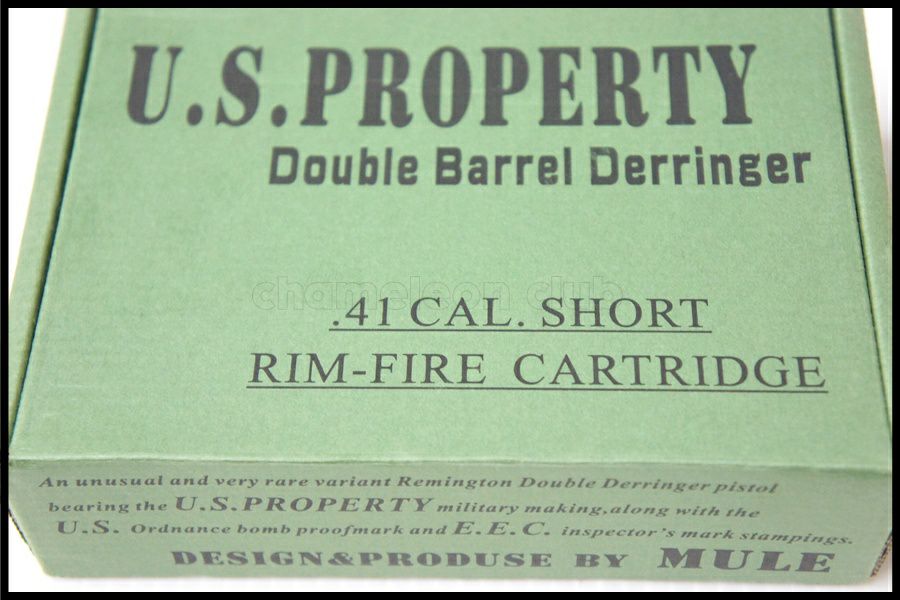 U.S.PROPERTY
Double Barrel Derringer
chameleon club
.41 CAL. SHORT
RIM-FIRE CARTRIDGE
An unusual and very rare variant Remington Double Derringer pistol
bearing the U.S.PROPERTY military making,along with the
U.S. Ordnance bomb proofmark and E.E.C. inspector's mark stampings.
DESIGN&PRODUSE BY MULE